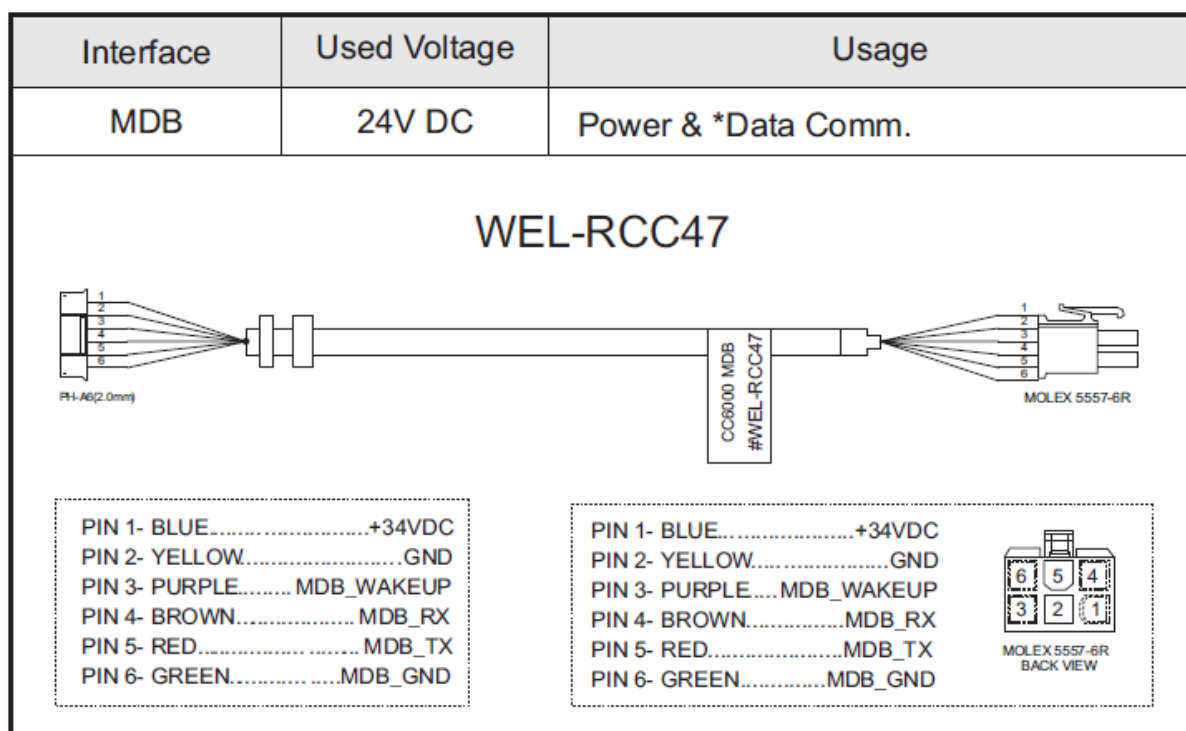 Interface Used Voltage Usage
MDB 24V DC Power & *Data Comm.
WEL-RCC47
1
2
3
4
5
6
PH-A6(2.0mm)
CC6000 MDB
#WEL-RCC47
1
2
3
4
5
6
MOLEX 5557-6R
PIN 1- BLUE..............................+34VDC
PIN 2- YELLOW..........................GND
PIN 3- PURPLE......... MDB_WAKEUP
PIN 4- BROWN.................... MDB_RX
PIN 5- RED.......................... MDB_TX
PIN 6- GREEN..................MDB_GND
PIN 1- BLUE.........................+34VDC
PIN 2- YELLOW.......................GND
PIN 3- PURPLE.....MDB_WAKEUP
PIN 4- BROWN................MDB_RX
PIN 5- RED.......................MDB_TX
PIN 6- GREEN..............MDB_GND
6 5 4
3 2 1
MOLEX 5557-6R
BACK VIEW